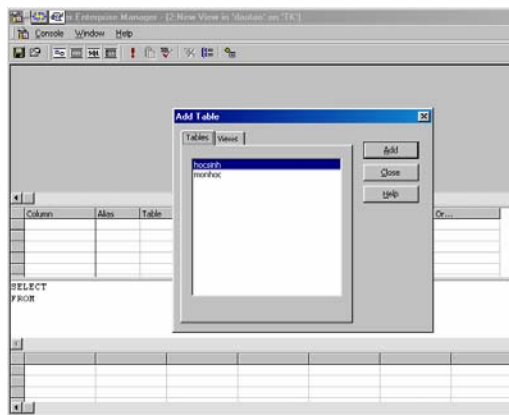 Enterprise Manager - [2:New View in 'daotao' on 'TK']
Console Window Help
Add Table
Tables Views
hocsinh
monhoc
Add
Close
Help
Column Alias Table Or...
SELECT
FROM